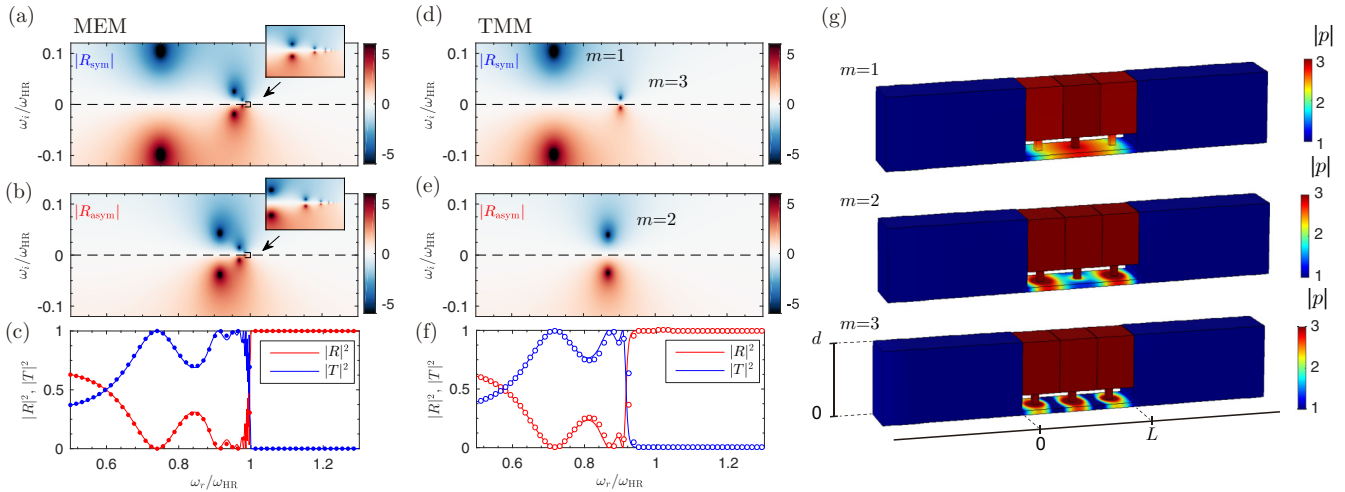 (a) MEM
|R_sym|
ω_i/ω_HR
0.1
0
-0.1
5
0
-5
(b)
|R_asym|
ω_i/ω_HR
0.1
0
-0.1
5
0
-5
(c)
|R|², |T|²
1
0.5
0
|R|²
|T|²
0.6 0.8 1 1.2
ω_r/ω_HR
(d) TMM
|R_sym|
m=1
m=3
ω_i/ω_HR
0.1
0
-0.1
5
0
-5
(e)
|R_asym|
m=2
ω_i/ω_HR
0.1
0
-0.1
5
0
-5
(f)
|R|², |T|²
1
0.5
0
|R|²
|T|²
0.6 0.8 1 1.2
ω_r/ω_HR
(g)
m=1
|p|
3
2
1
m=2
|p|
3
2
1
m=3
|p|
3
2
1
d
0
0
L